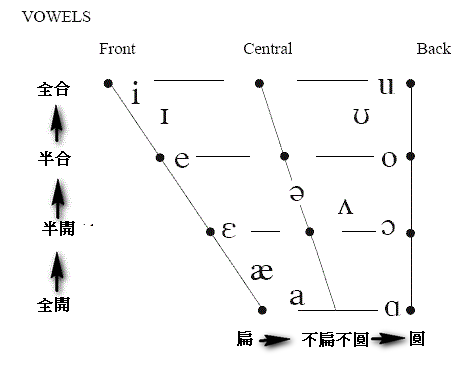 VOWELS
Front Central Back
全合 i u
ɪ ʊ
半合 e o
ə ʌ
半開 ɛ ɔ
æ
全開 a ɑ
扁 不扁不圓 圓